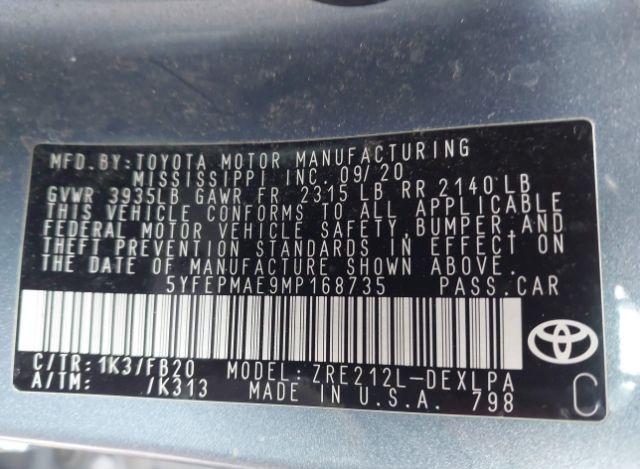 MFD.BY:TOYOTA MOTOR MANUFACTURING
MISSISSIPPI INC. 09/20
GVWR 3935LB GAWR FR 2315 LB RR 2140 LB
THIS VEHICLE CONFORMS TO ALL APPLICABLE
FEDERAL MOTOR VEHICLE SAFETY, BUMPER, AND
THEFT PREVENTION STANDARDS IN EFFECT ON
THE DATE OF MANUFACTURE SHOWN ABOVE.
5YFEPMAE9MP168735 PASS.CAR
C/TR:1K3/FB20 MODEL:ZRE212L-DEXLPA
A/TM: /K313 MADE IN U.S.A. 798 C